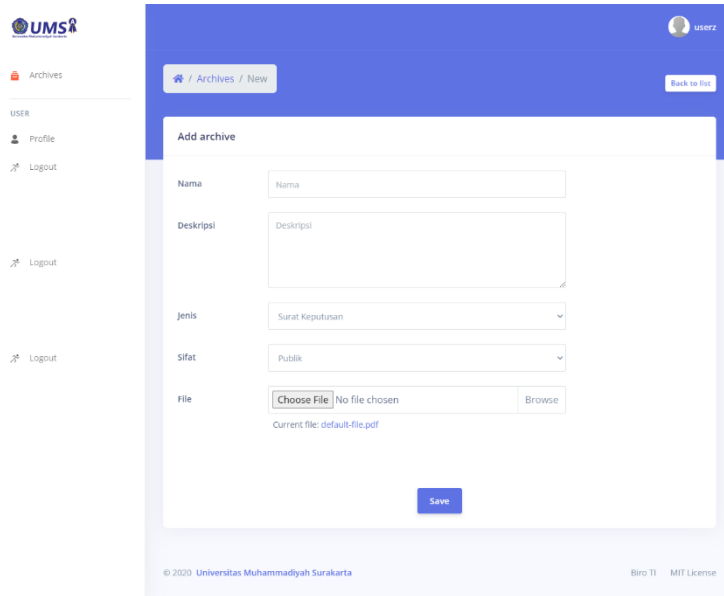 UMS
Universitas Muhammadiyah Surakarta
userz
Archives
/ Archives / New
Back to list
USER
Profile
Logout
Logout
Logout
Add archive
Nama
Nama
Deskripsi
Deskripsi
Jenis
Surat Keputusan
Sifat
Publik
File
Choose File No file chosen
Browse
Current file: default-file.pdf
Save
© 2020 Universitas Muhammadiyah Surakarta
Biro TI MIT License